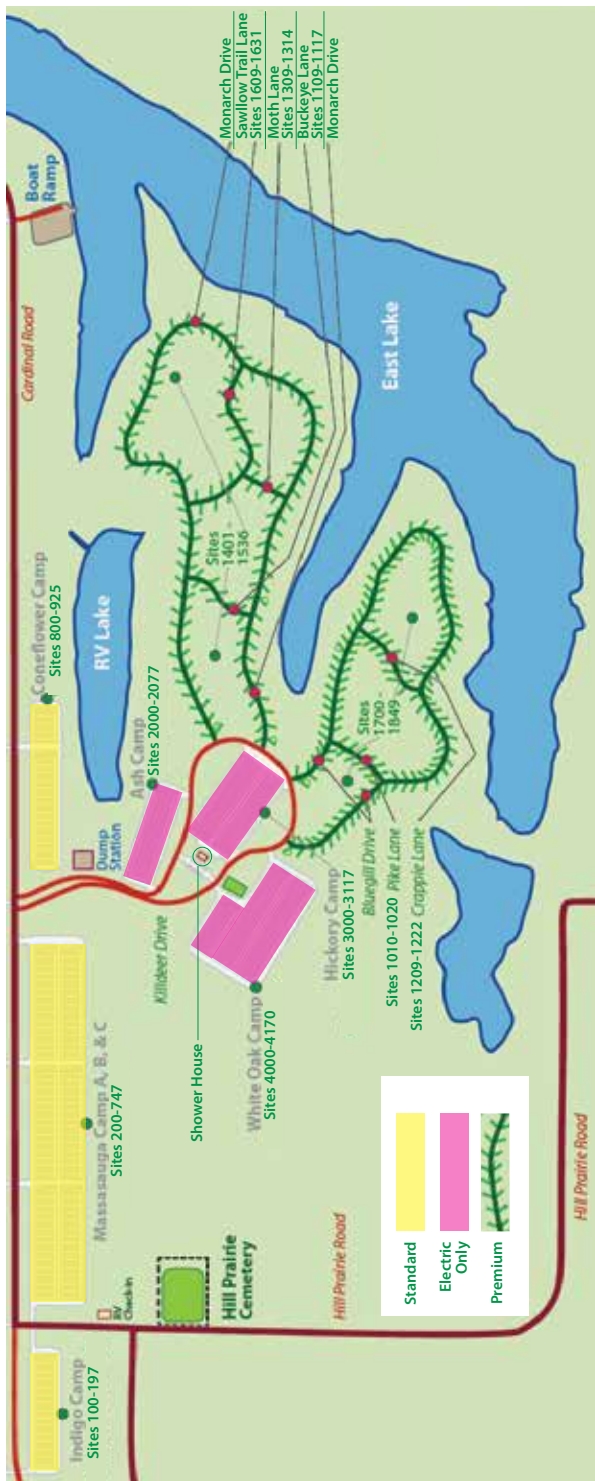 Cardinal Road
Boat
Ramp
Monarch Drive
Sawllow Trail Lane
Sites 1609-1631
Moth Lane
Sites 1309-1314
Buckeye Lane
Sites 1109-1117
Monarch Drive
East Lake
Coneflower Camp
Sites 800-925
RV Lake
Sites
1401 -
1536
Ash Camp
Sites 2000-2077
Dump
Station
Sites
1700 -
1849
Killdeer Drive
Shower House
Hickory Camp
Sites 3000-3117
Bluegill Drive
Sites 1010-1020 Pike Lane
Sites 1209-1222 Crappie Lane
White Oak Camp
Sites 4000-4170
Massasauga Camp A, B, & C
Sites 200-747
RV
Check-In
Hill Prairie
Cemetery
Hill Prairie Road
Indigo Camp
Sites 100-197
Standard
Electric
Only
Premium
Hill Prairie Road